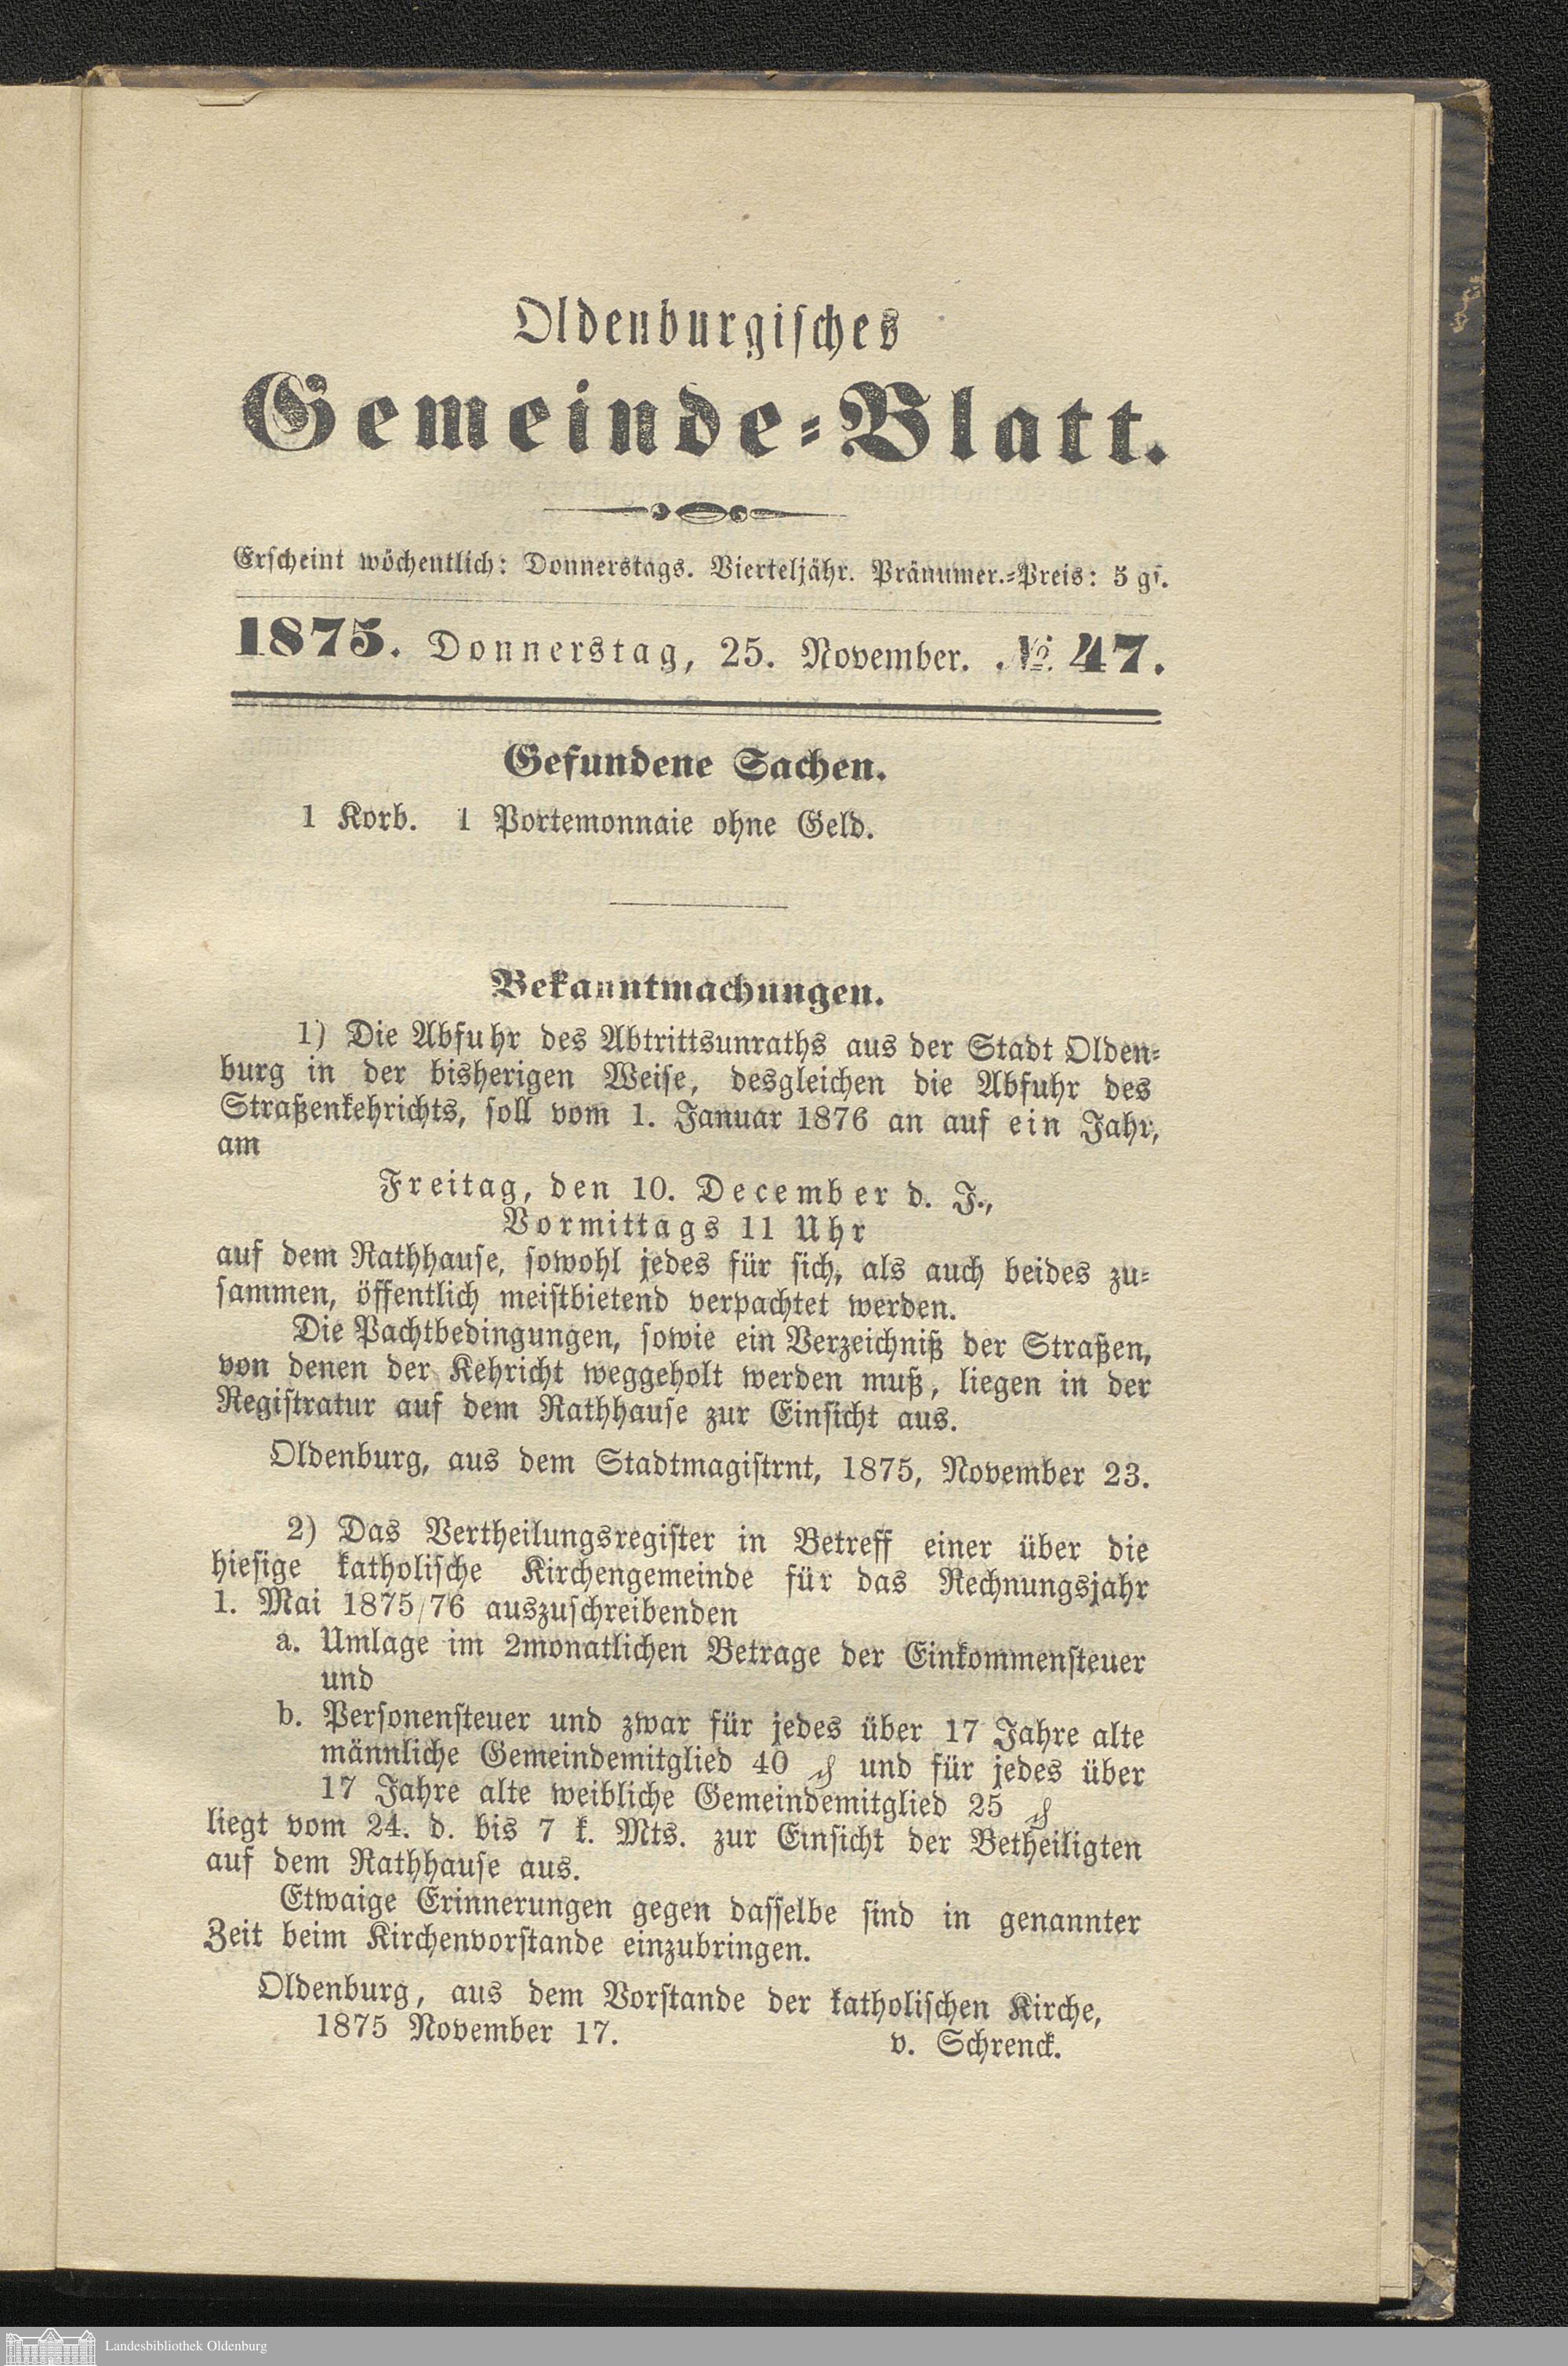 Oldenburgisches
Gemeinde-Blatt.
Erscheint wöchentlich: Donnerstags. Vierteljähr. Pränumer.-Preis: 5 gs.
1875. Donnerstag, 25. November. № 47.
Gefundene Sachen.
1 Korb. 1 Portemonnaie ohne Geld.
Bekanntmachungen.
1) Die Abfuhr des Abtrittsunraths aus der Stadt Olden-
burg in der bisherigen Weise, desgleichen die Abfuhr des
Straßenkehrichts, soll vom 1. Januar 1876 an auf ein Jahr,
am
Freitag, den 10. December d. J.,
Vormittags 11 Uhr
auf dem Rathhause, sowohl jedes für sich, als auch beides zu-
sammen, öffentlich meistbietend verpachtet werden.
Die Pachtbedingungen, sowie ein Verzeichniß der Straßen,
von denen der Kehricht weggeholt werden muß, liegen in der
Registratur auf dem Rathhause zur Einsicht aus.
Oldenburg, aus dem Stadtmagistrnt, 1875, November 23.
2) Das Vertheilungsregister in Betreff einer über die
hiesige katholische Kirchengemeinde für das Rechnungsjahr
1. Mai 1875/76 auszuschreibenden
a. Umlage im 2monatlichen Betrage der Einkommensteuer
und
b. Personensteuer und zwar für jedes über 17 Jahre alte
männliche Gemeindemitglied 40 ₰ und für jedes über
17 Jahre alte weibliche Gemeindemitglied 25 ₰
liegt vom 24. d. bis 7 k. Mts. zur Einsicht der Betheiligten
auf dem Rathhause aus.
Etwaige Erinnerungen gegen dasselbe sind in genannter
Zeit beim Kirchenvorstande einzubringen.
Oldenburg, aus dem Vorstande der katholischen Kirche,
1875 November 17.
v. Schrenck.
Landesbibliothek Oldenburg